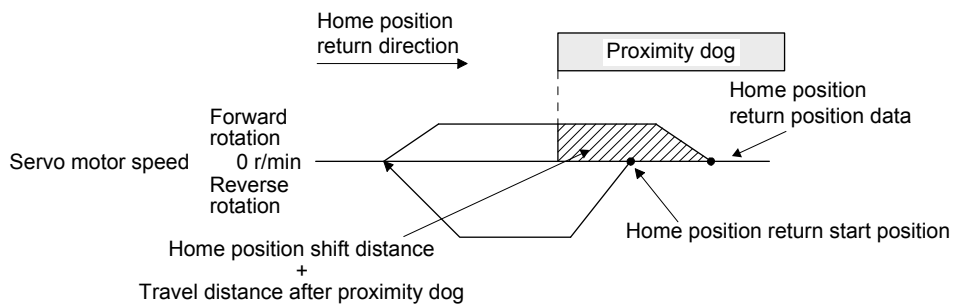 Home position
return direction
Proximity dog
Home position
return position data
Forward
rotation
Servo motor speed 0 r/min
Reverse
rotation
Home position return start position
Home position shift distance
+
Travel distance after proximity dog